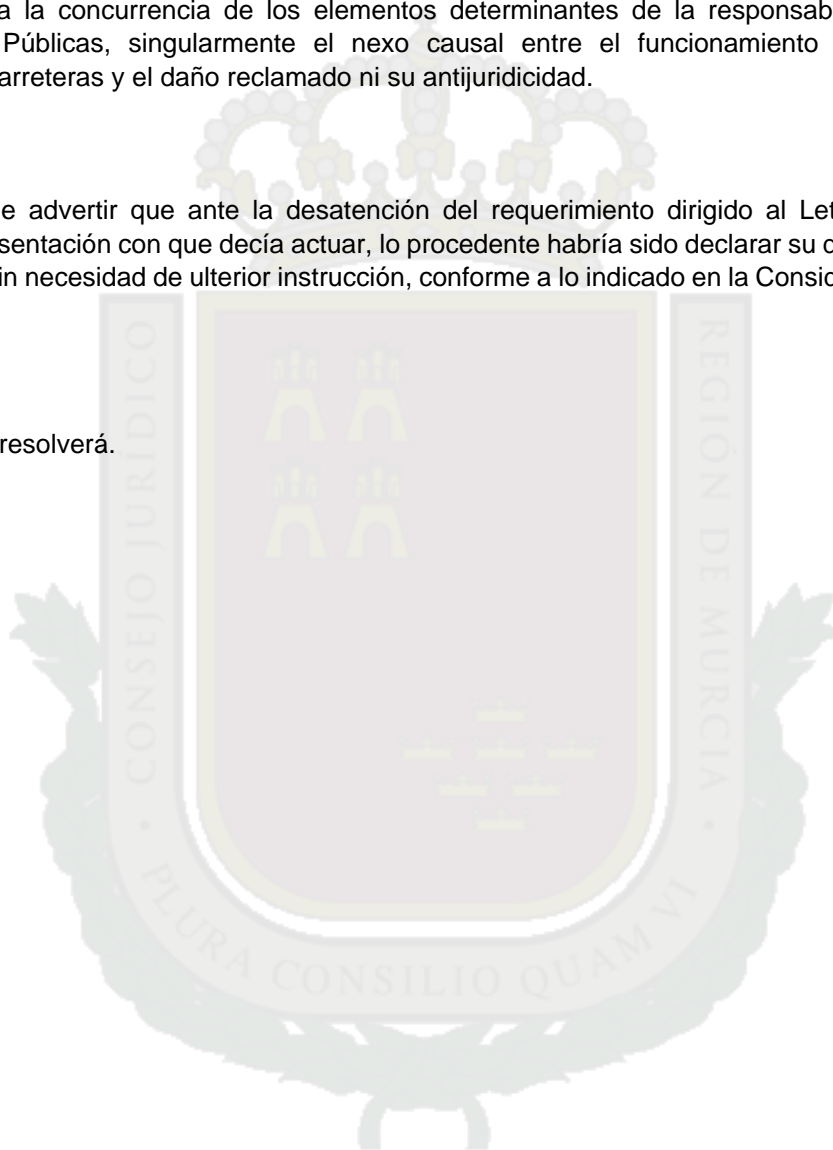 a la concurrencia de los elementos determinantes de la responsab
Públicas, singularmente el nexo causal entre el funcionamiento
arreteras y el daño reclamado ni su antijuridicidad.
e advertir que ante la desatención del requerimiento dirigido al Let
sentación con que decía actuar, lo procedente habría sido declarar su d
in necesidad de ulterior instrucción, conforme a lo indicado en la Consid
resolverá.
CONSEJO JURÍDICO
REGIÓN DE MURCIA
PLURA CONSILIO QUAM VI